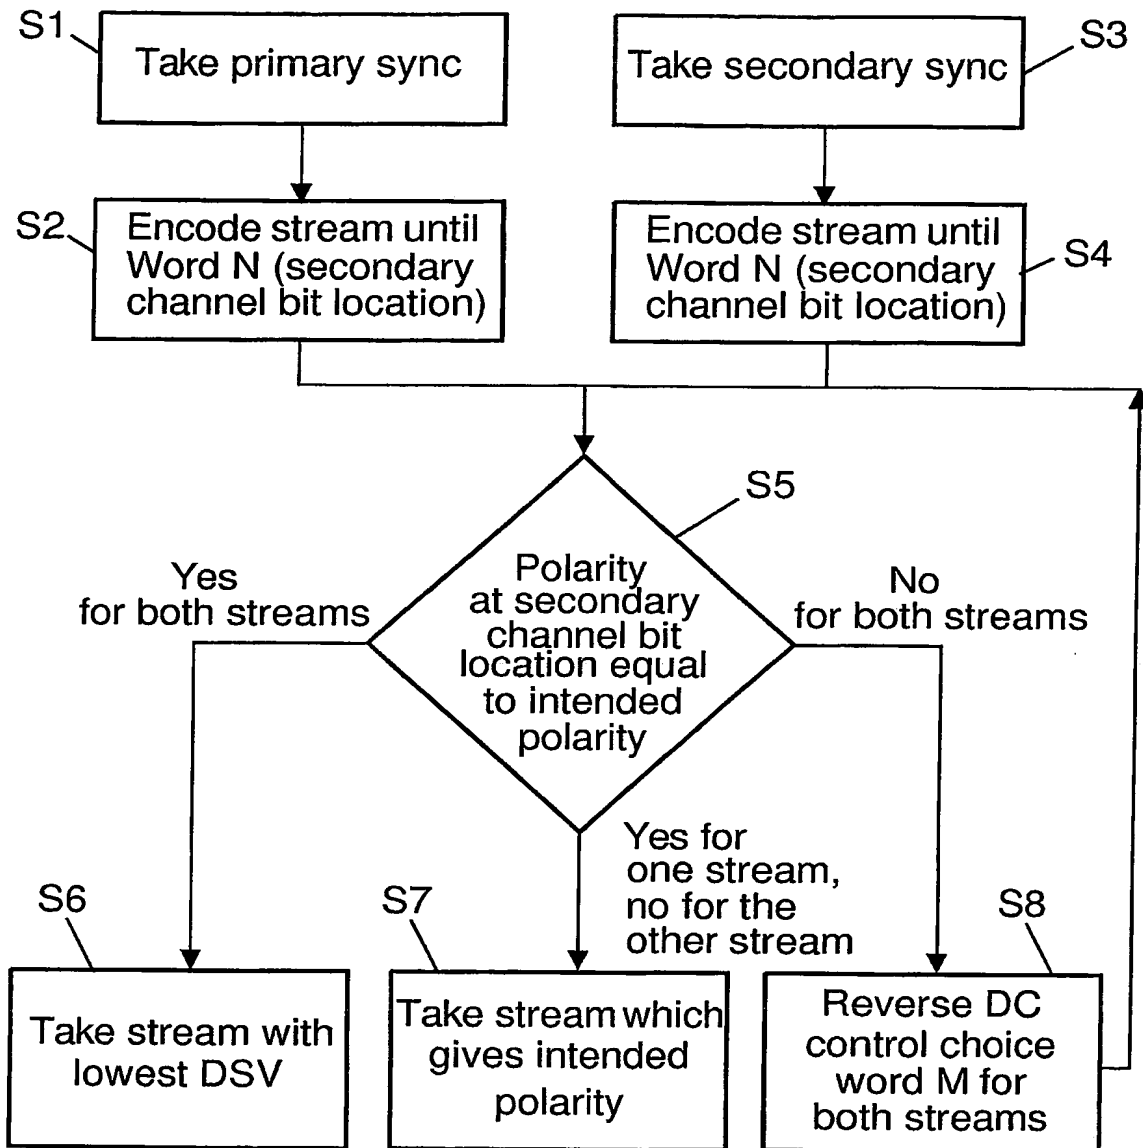 S1
Take primary sync
Take secondary sync
S3
S2
Encode stream until
Word N (secondary
channel bit location)
Encode stream until
Word N (secondary
channel bit location)
S4
S5
Polarity
at secondary
channel bit
location equal
to intended
polarity
Yes
for both streams
No
for both streams
Yes for
one stream,
no for the
other stream
S6
Take stream with
lowest DSV
S7
Take stream which
gives intended
polarity
S8
Reverse DC
control choice
word M for
both streams